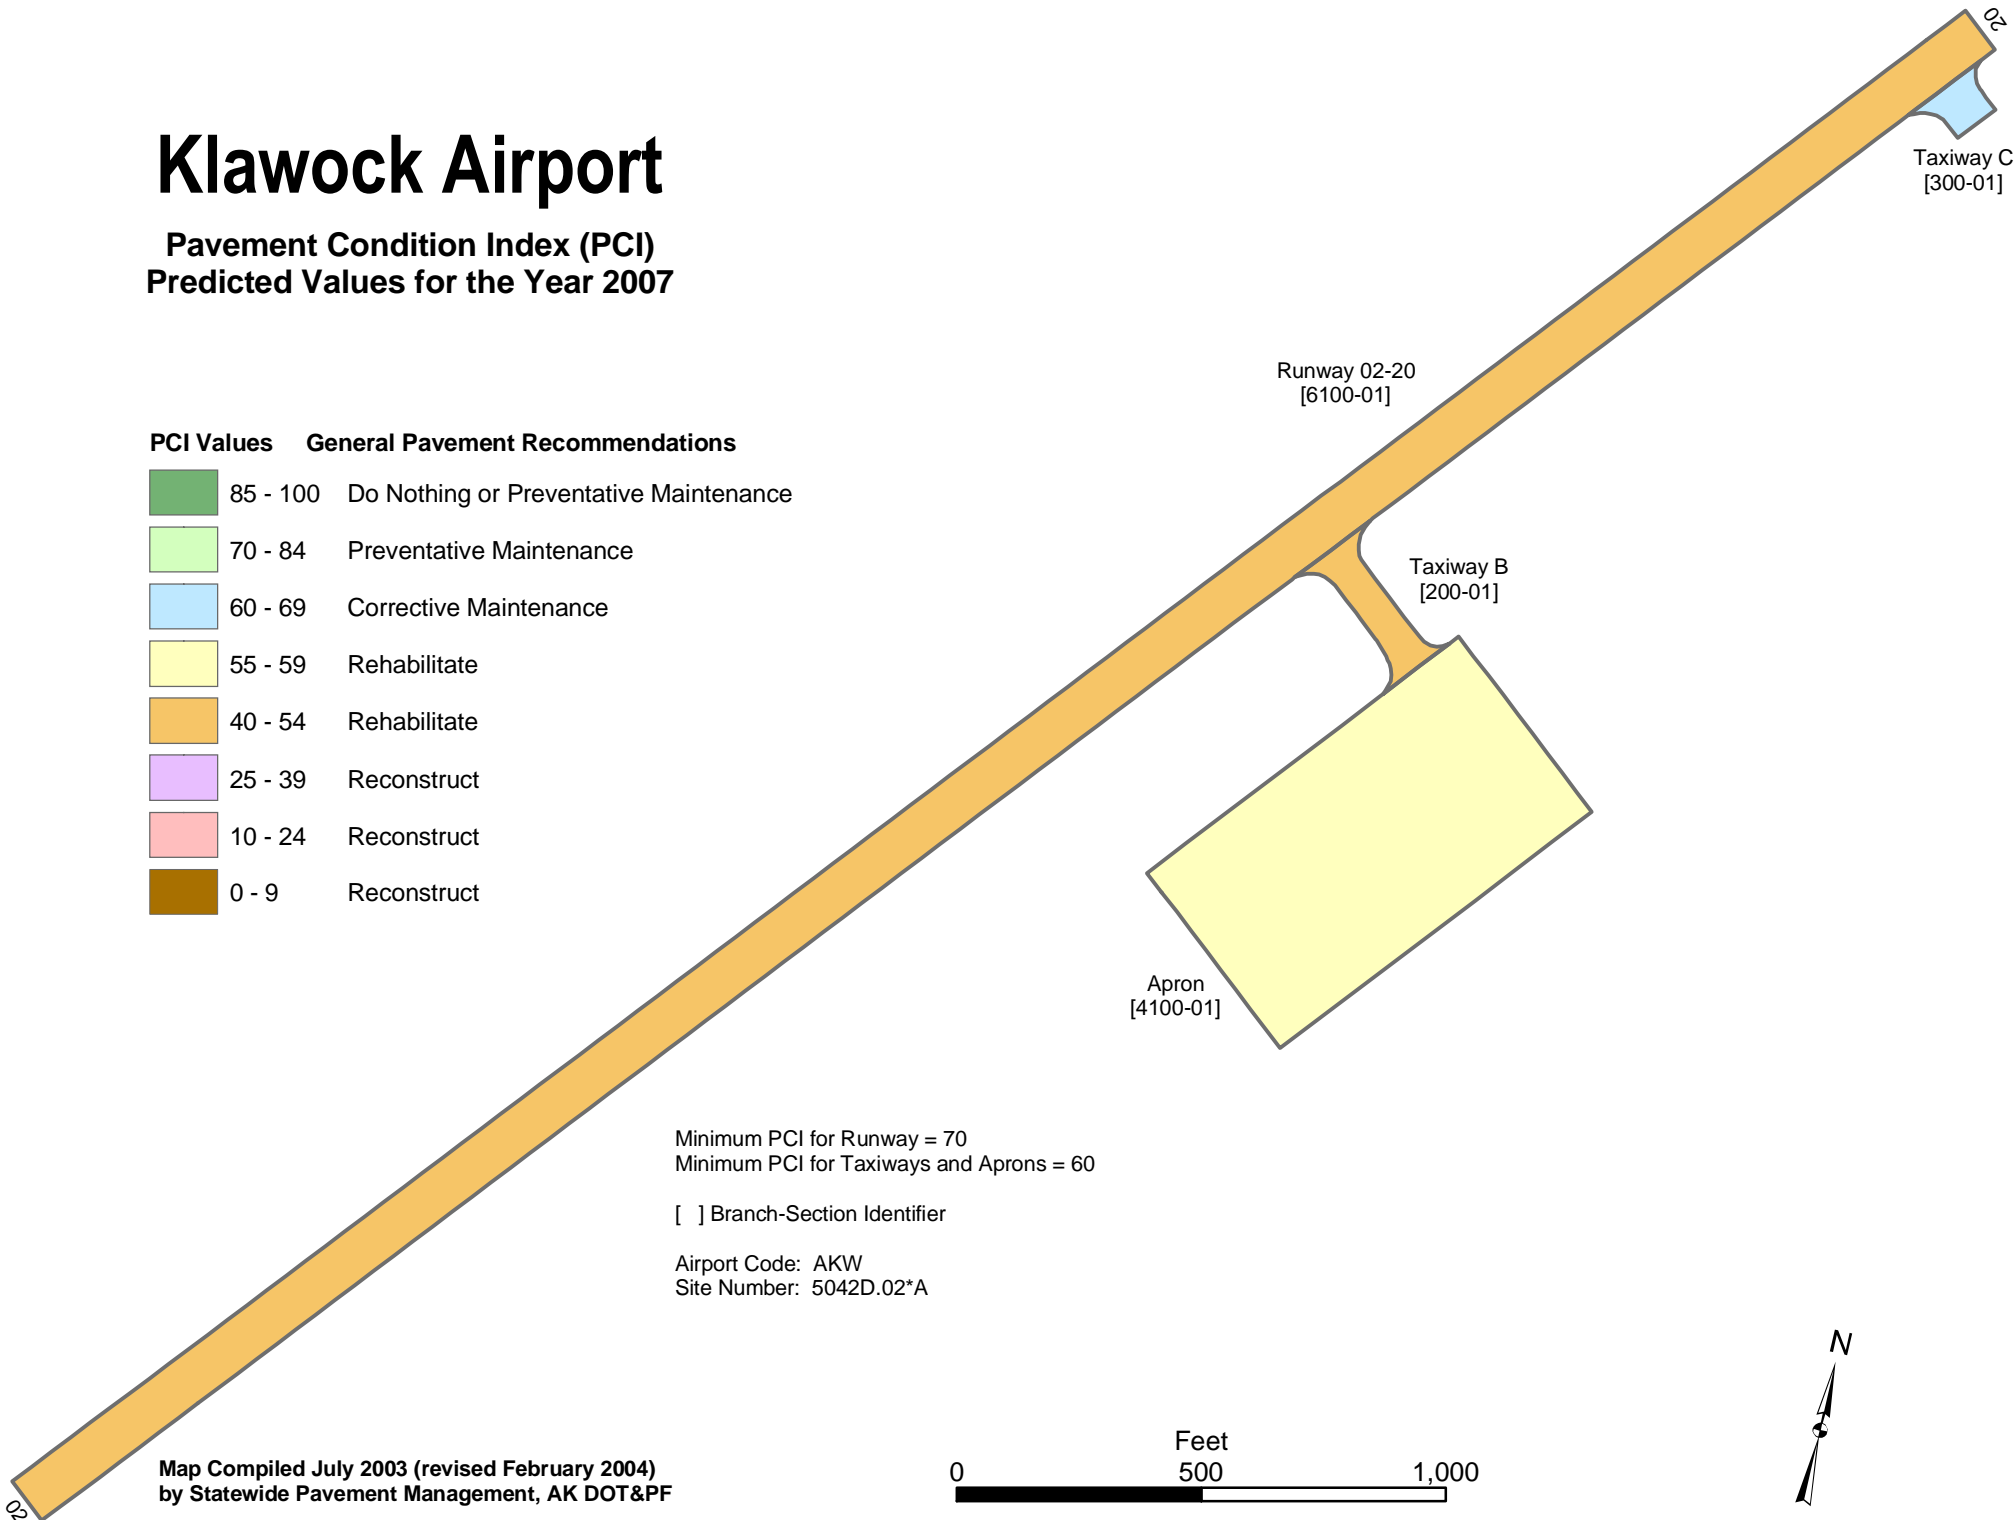 20
Klawock Airport
Pavement Condition Index (PCI)
Predicted Values for the Year 2007
Taxiway C
[300-01]
Runway 02-20
[6100-01]
PCI Values General Pavement Recommendations
85 - 100 Do Nothing or Preventative Maintenance
70 - 84 Preventative Maintenance
60 - 69 Corrective Maintenance
55 - 59 Rehabilitate
40 - 54 Rehabilitate
25 - 39 Reconstruct
10 - 24 Reconstruct
0 - 9 Reconstruct
Taxiway B
[200-01]
Apron
[4100-01]
Minimum PCI for Runway = 70
Minimum PCI for Taxiways and Aprons = 60
[ ] Branch-Section Identifier
Airport Code: AKW
Site Number: 5042D.02*A
N
Feet
0 500 1,000
Map Compiled July 2003 (revised February 2004)
by Statewide Pavement Management, AK DOT&PF
02